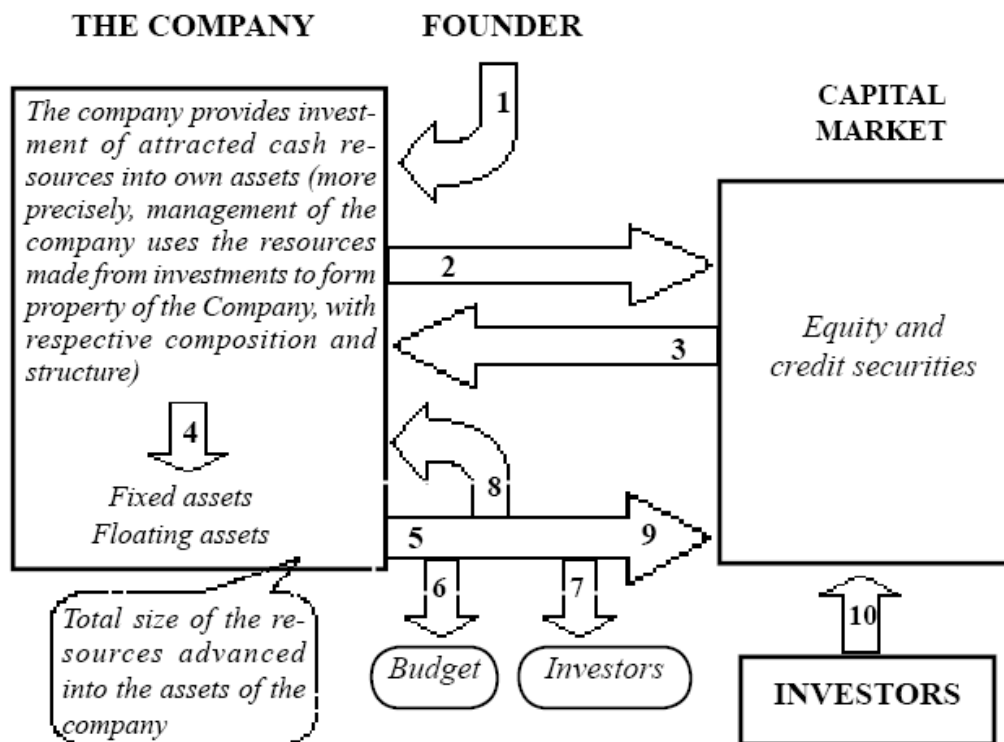 THE COMPANY
FOUNDER
1
CAPITAL
MARKET
The company provides invest-
ment of attracted cash re-
sources into own assets (more
precisely, management of the
company uses the resources
made from investments to form
property of the Company, with
respective composition and
structure)
2
3
Equity and
credit securities
4
8
Fixed assets
Floating assets
5
9
6
7
10
Total size of the re-
sources advanced
into the assets of the
company
Budget
Investors
INVESTORS